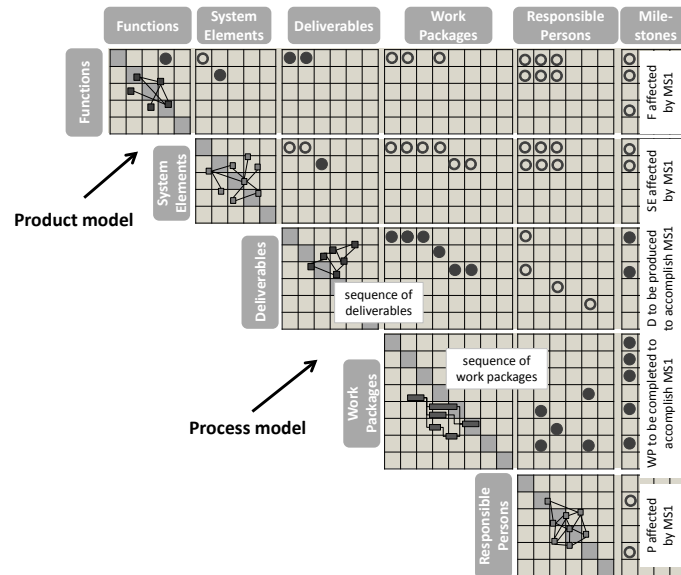 Functions
System
Elements
Deliverables
Work
Packages
Responsible
Persons
Mile-
stones
Functions
F affected
by MS1
System
Elements
SE affected
by MS1
Product model
Deliverables
sequence of
deliverables
D to be produced
to accomplish MS1
Work
Packages
sequence of
work packages
WP to be completed to
accomplish MS1
Process model
Responsible
Persons
P affected
by MS1